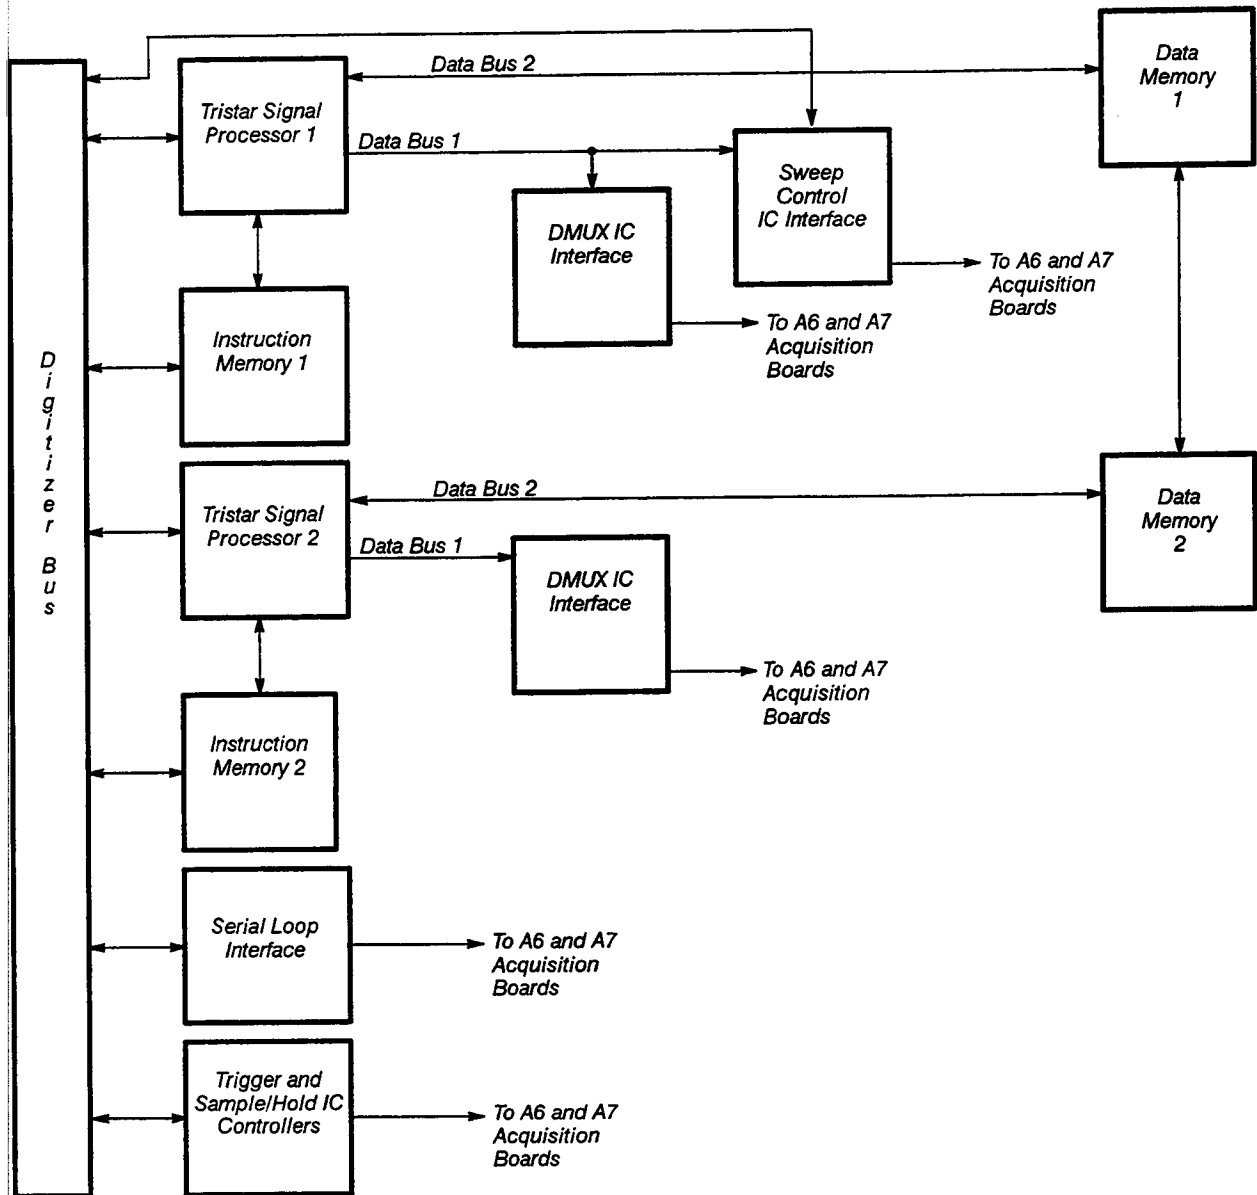 Data Bus 2
Data
Memory
1
Tristar Signal
Processor 1
Data Bus 1
Sweep
Control
IC Interface
DMUX IC
Interface
To A6 and A7
Acquisition
Boards
To A6 and A7
Acquisition
Boards
Instruction
Memory 1
Digitizer Bus
Data Bus 2
Data
Memory
2
Tristar Signal
Processor 2
Data Bus 1
DMUX IC
Interface
To A6 and A7
Acquisition
Boards
Instruction
Memory 2
Serial Loop
Interface
To A6 and A7
Acquisition
Boards
Trigger and
Sample/Hold IC
Controllers
To A6 and A7
Acquisition
Boards